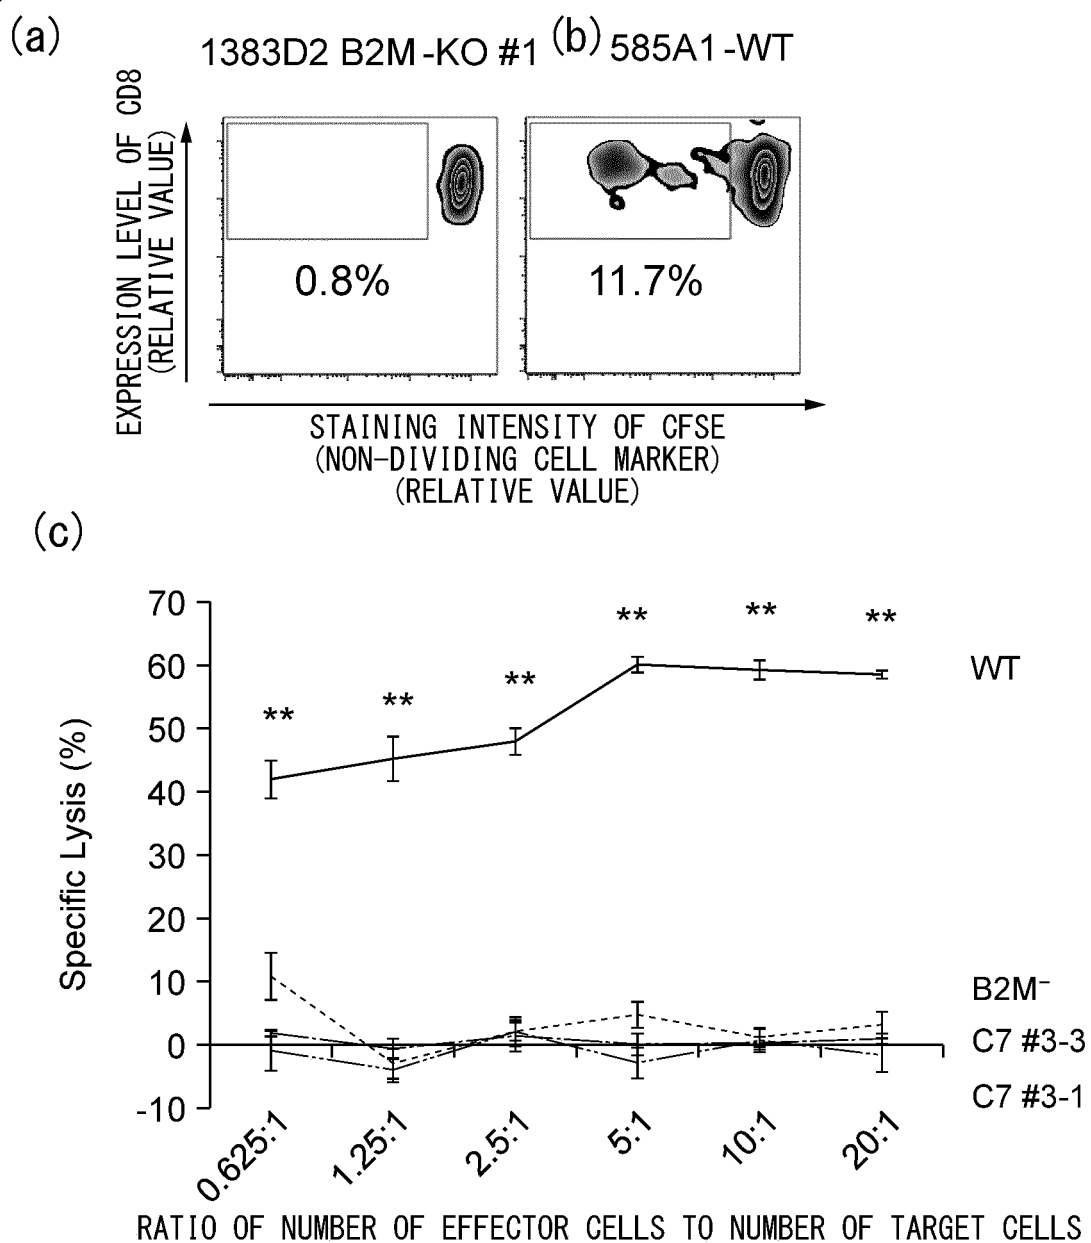 (a)
1383D2 B2M-KO #1
(b)
585A1-WT
EXPRESSION LEVEL OF CD8
(RELATIVE VALUE)
0.8%
11.7%
STAINING INTENSITY OF CFSE
(NON-DIVIDING CELL MARKER)
(RELATIVE VALUE)
(c)
Specific Lysis (%)
70
60
50
40
30
20
10
0
-10
**
**
**
**
**
**
WT
B2M⁻
C7 #3-3
C7 #3-1
0.625:1
1.25:1
2.5:1
5:1
10:1
20:1
RATIO OF NUMBER OF EFFECTOR CELLS TO NUMBER OF TARGET CELLS